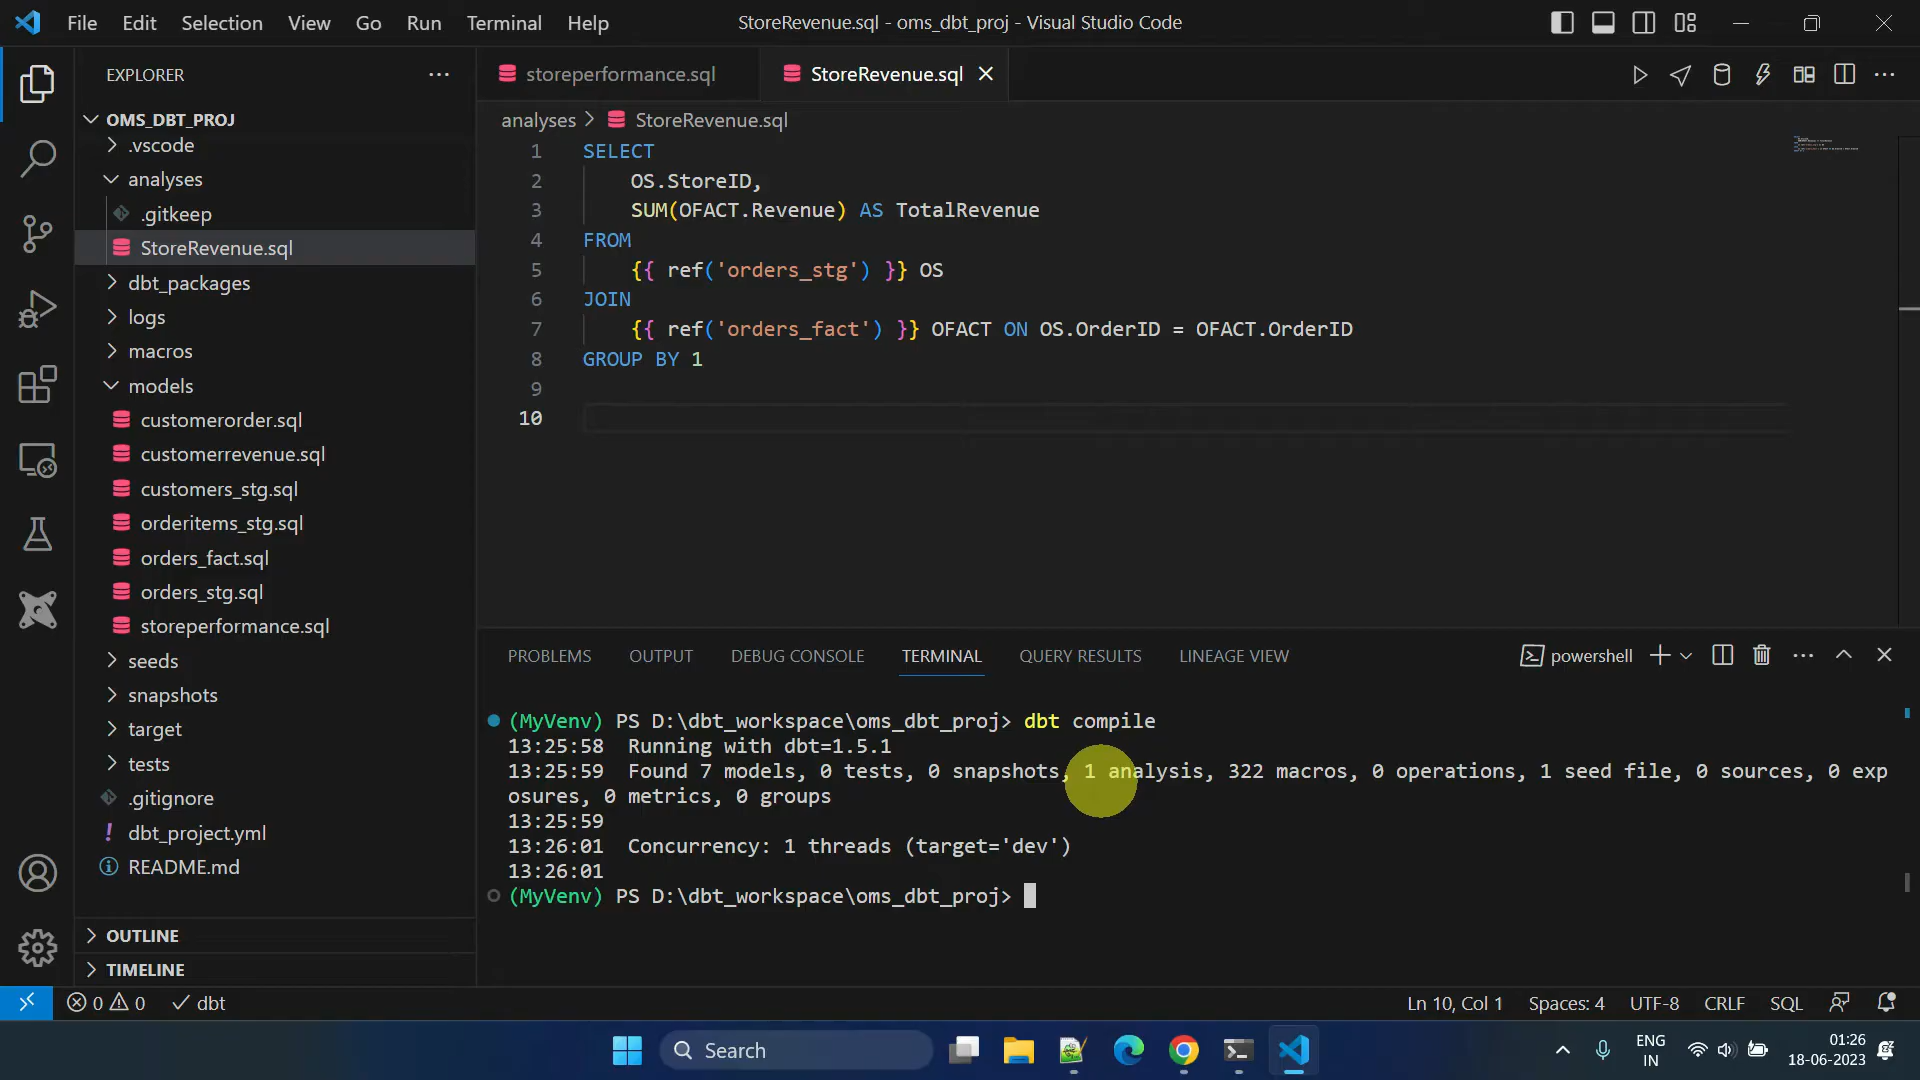 File Edit Selection View Go Run Terminal Help
StoreRevenue.sql - oms_dbt_proj - Visual Studio Code
EXPLORER
OMS_DBT_PROJ
.vscode
analyses
.gitkeep
StoreRevenue.sql
dbt_packages
logs
macros
models
customerorder.sql
customerrevenue.sql
customers_stg.sql
orderitems_stg.sql
orders_fact.sql
orders_stg.sql
storeperformance.sql
seeds
snapshots
target
tests
.gitignore
! dbt_project.yml
README.md
OUTLINE
TIMELINE
storeperformance.sql StoreRevenue.sql
analyses > StoreRevenue.sql
1 SELECT
2 OS.StoreID,
3 SUM(OFACT.Revenue) AS TotalRevenue
4 FROM
5 {{ ref('orders_stg') }} OS
6 JOIN
7 {{ ref('orders_fact') }} OFACT ON OS.OrderID = OFACT.OrderID
8 GROUP BY 1
9
10
PROBLEMS OUTPUT DEBUG CONSOLE TERMINAL QUERY RESULTS LINEAGE VIEW powershell
(MyVenv) PS D:\dbt_workspace\oms_dbt_proj> dbt compile
13:25:58 Running with dbt=1.5.1
13:25:59 Found 7 models, 0 tests, 0 snapshots, 1 analysis, 322 macros, 0 operations, 1 seed file, 0 sources, 0 exp
osures, 0 metrics, 0 groups
13:25:59
13:26:01 Concurrency: 1 threads (target='dev')
13:26:01
(MyVenv) PS D:\dbt_workspace\oms_dbt_proj>
0 0 dbt
Ln 10, Col 1 Spaces: 4 UTF-8 CRLF SQL
Search
ENG
IN
01:26
18-06-2023